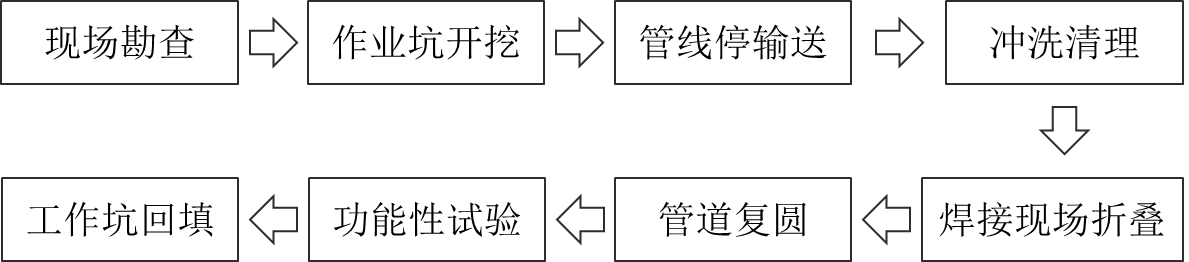 现场勘查
作业坑开挖
管线停输送
冲洗清理
焊接现场折叠
管道复圆
功能性试验
工作坑回填